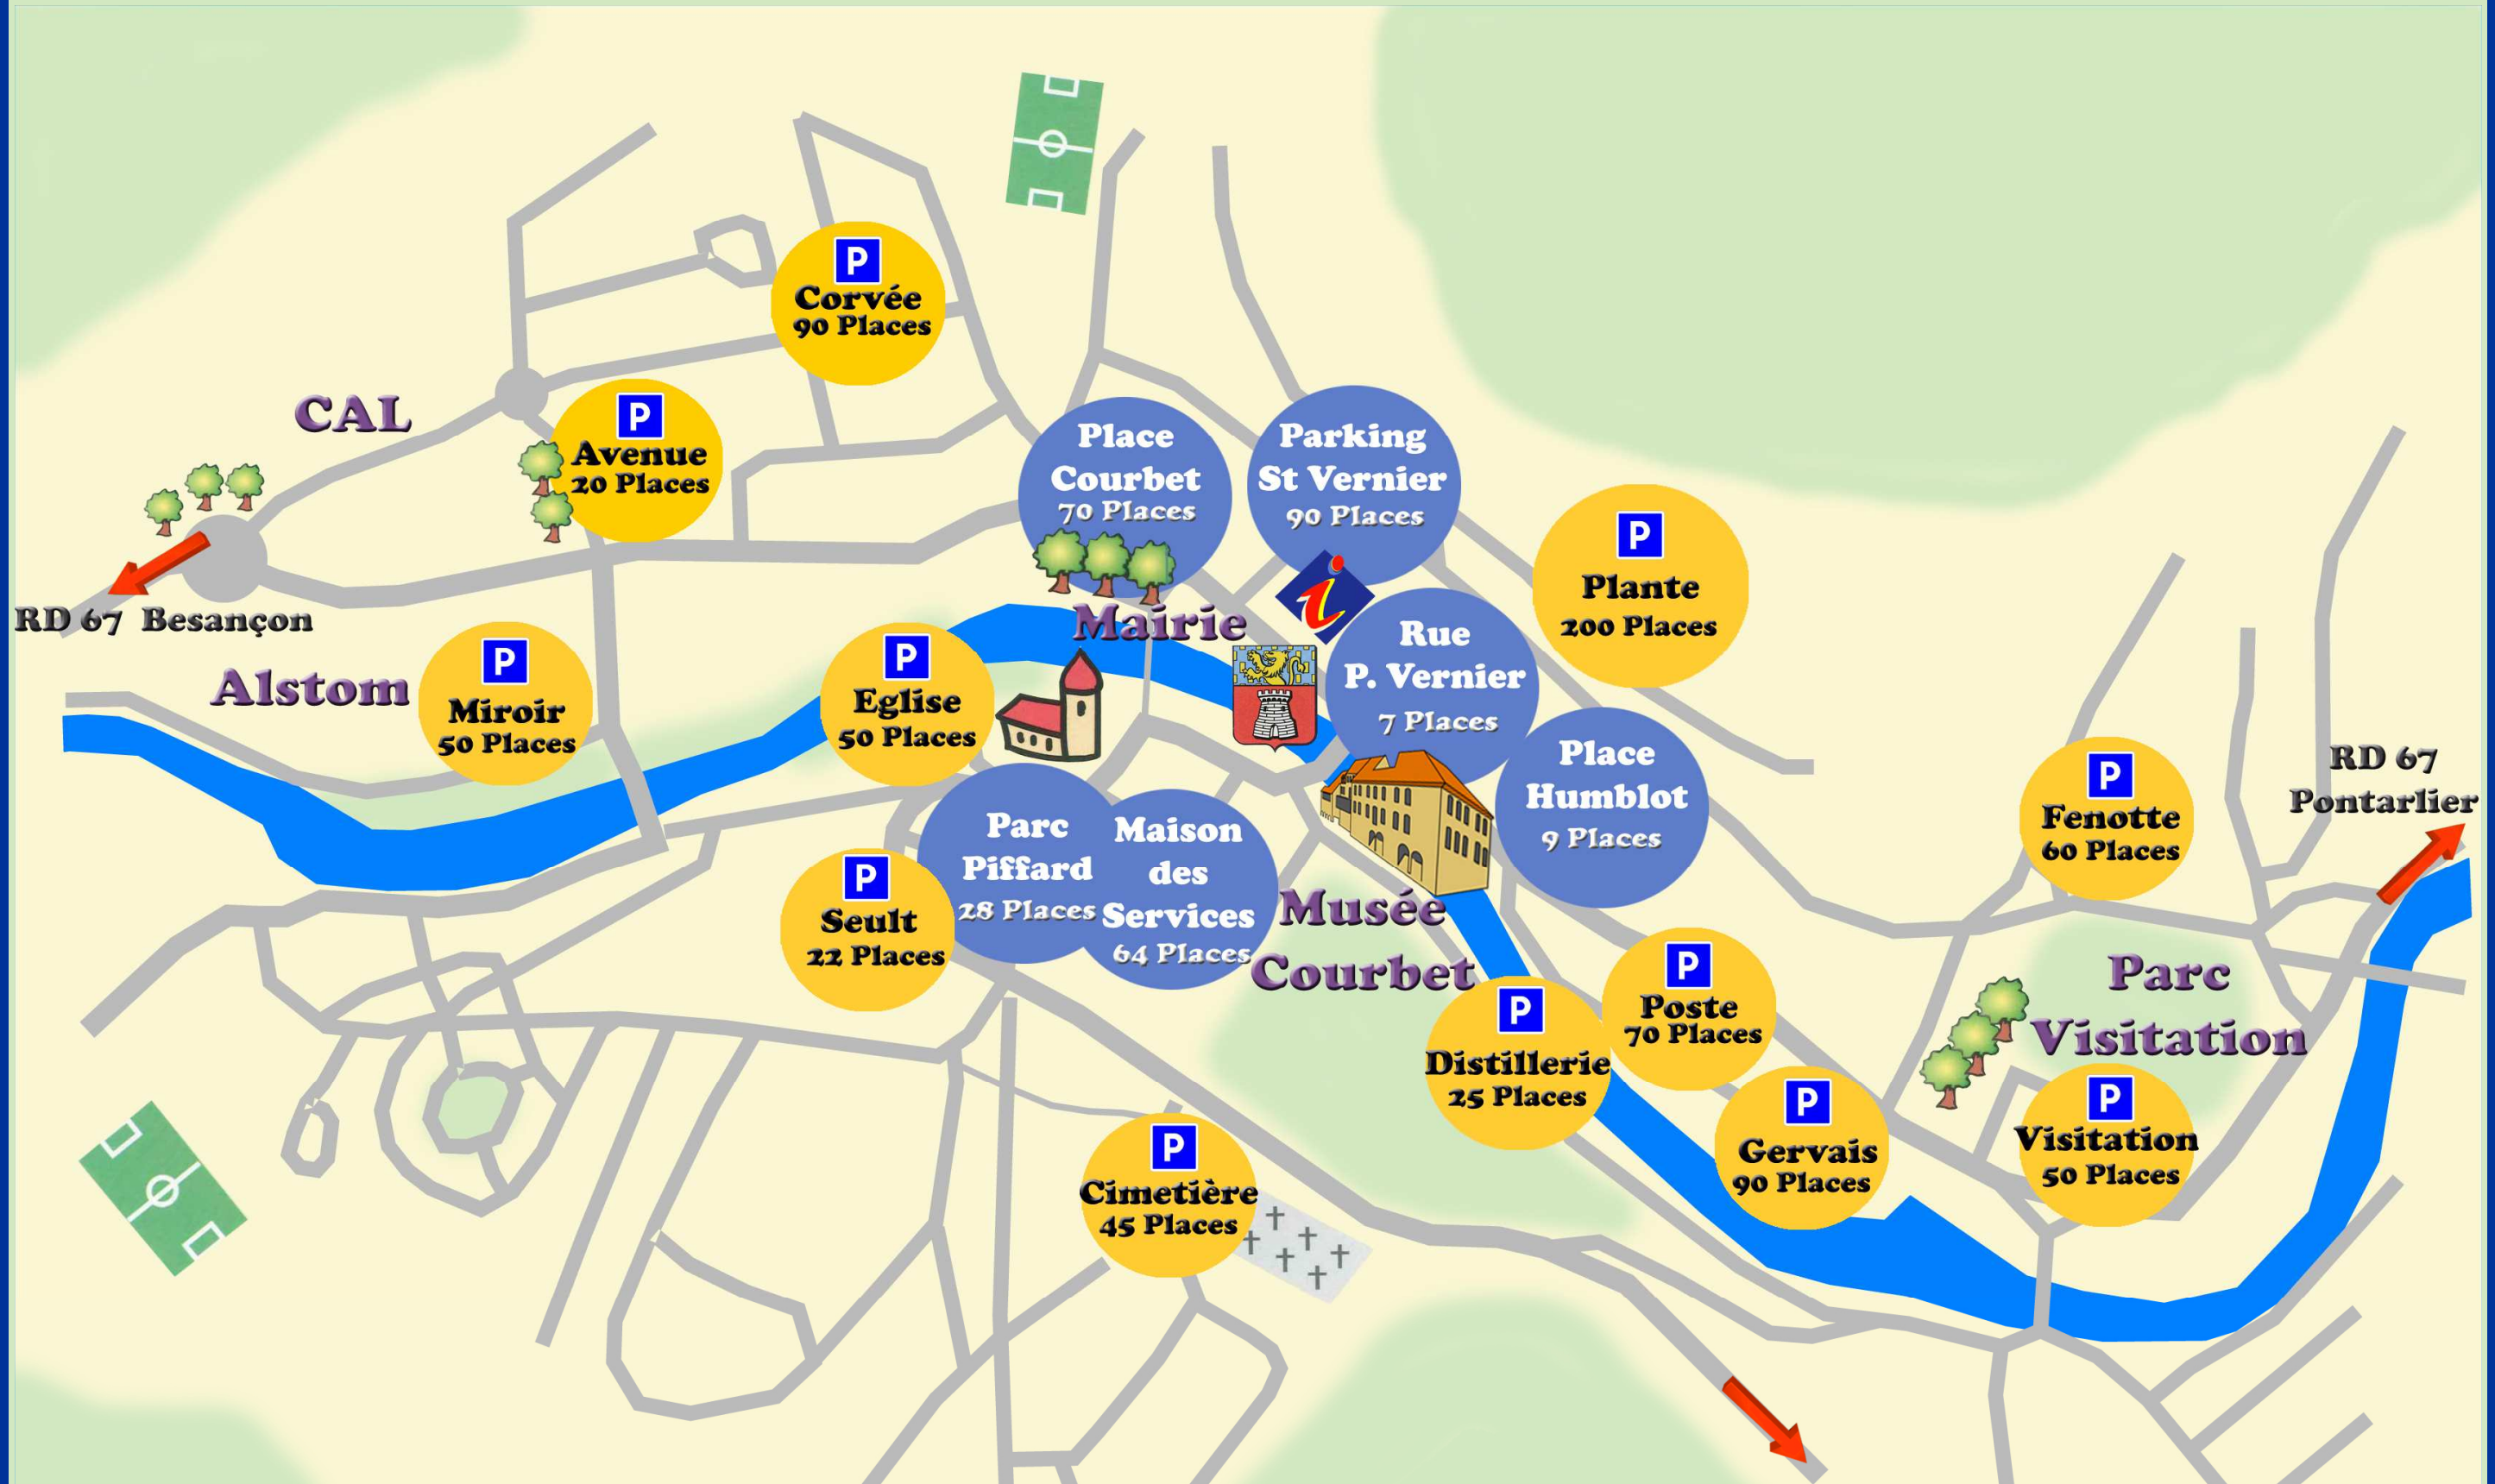 P
Corvée
90 Places
CAL
P
Avenue
20 Places
Place
Courbet
70 Places
Parking
St Vernier
90 Places
P
Plante
200 Places
RD 67 Besançon
Alstom
P
Miroir
50 Places
P
Eglise
50 Places
Mairie
i
Rue
P. Vernier
7 Places
Place
Humblot
9 Places
P
Fenotte
60 Places
RD 67
Pontarlier
Parc
Piffard
28 Places
Maison
des
Services
64 Places
P
Seult
22 Places
Musée
Courbet
P
Distillerie
25 Places
P
Poste
70 Places
Parc
Visitation
P
Gervais
90 Places
P
Visitation
50 Places
P
Cimetière
45 Places